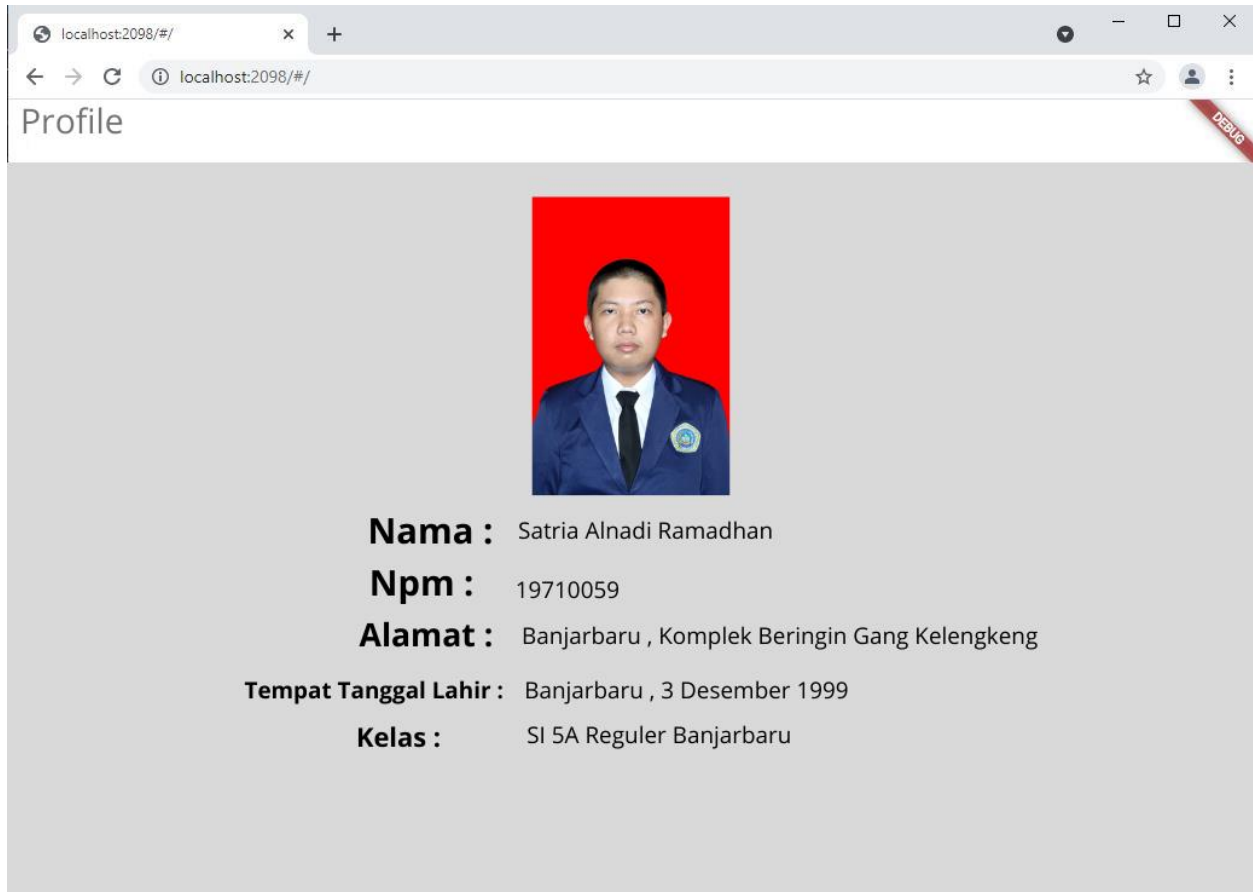 localhost:2098/#/
localhost:2098/#/
Profile
DEBUG
Nama : Satria Alnadi Ramadhan
Npm : 19710059
Alamat : Banjarbaru , Komplek Beringin Gang Kelengkeng
Tempat Tanggal Lahir : Banjarbaru , 3 Desember 1999
Kelas : SI 5A Reguler Banjarbaru